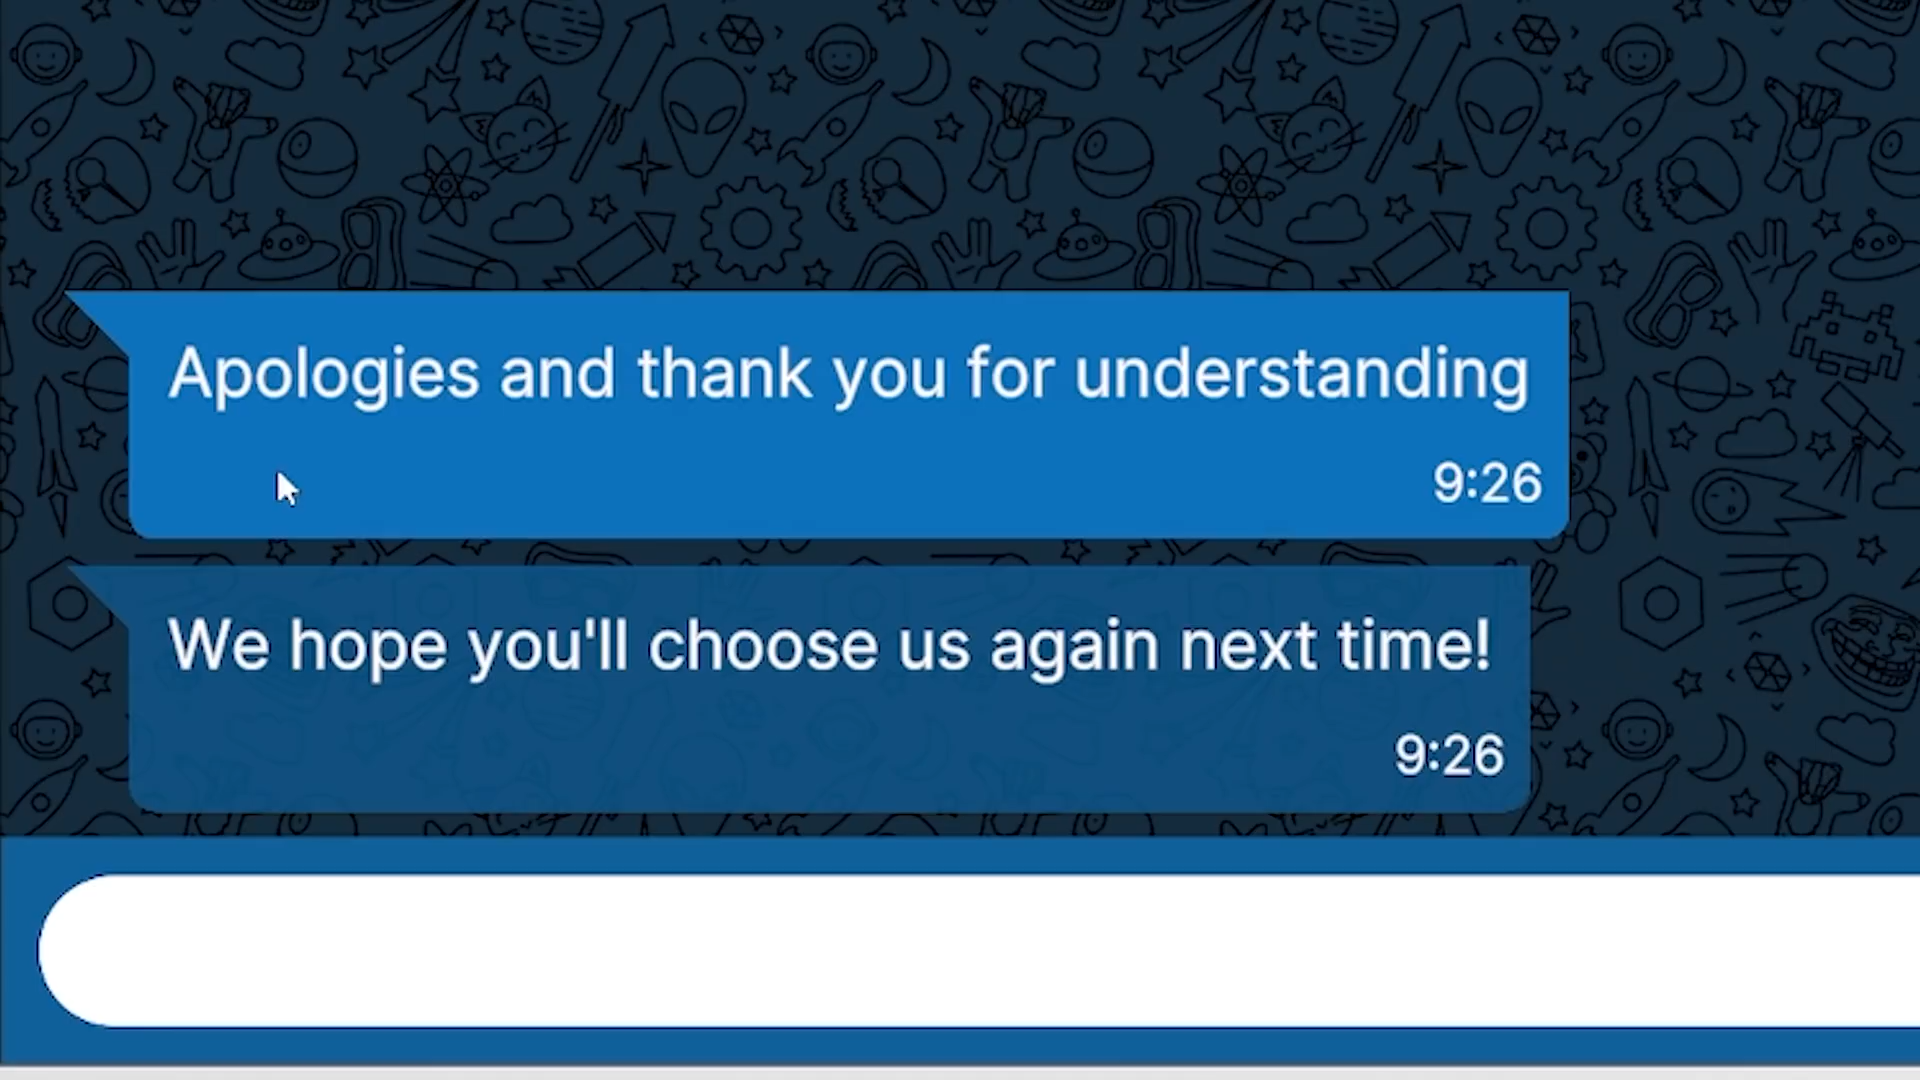 Apologies and thank you for understanding
9:26
We hope you'll choose us again next time!
9:26